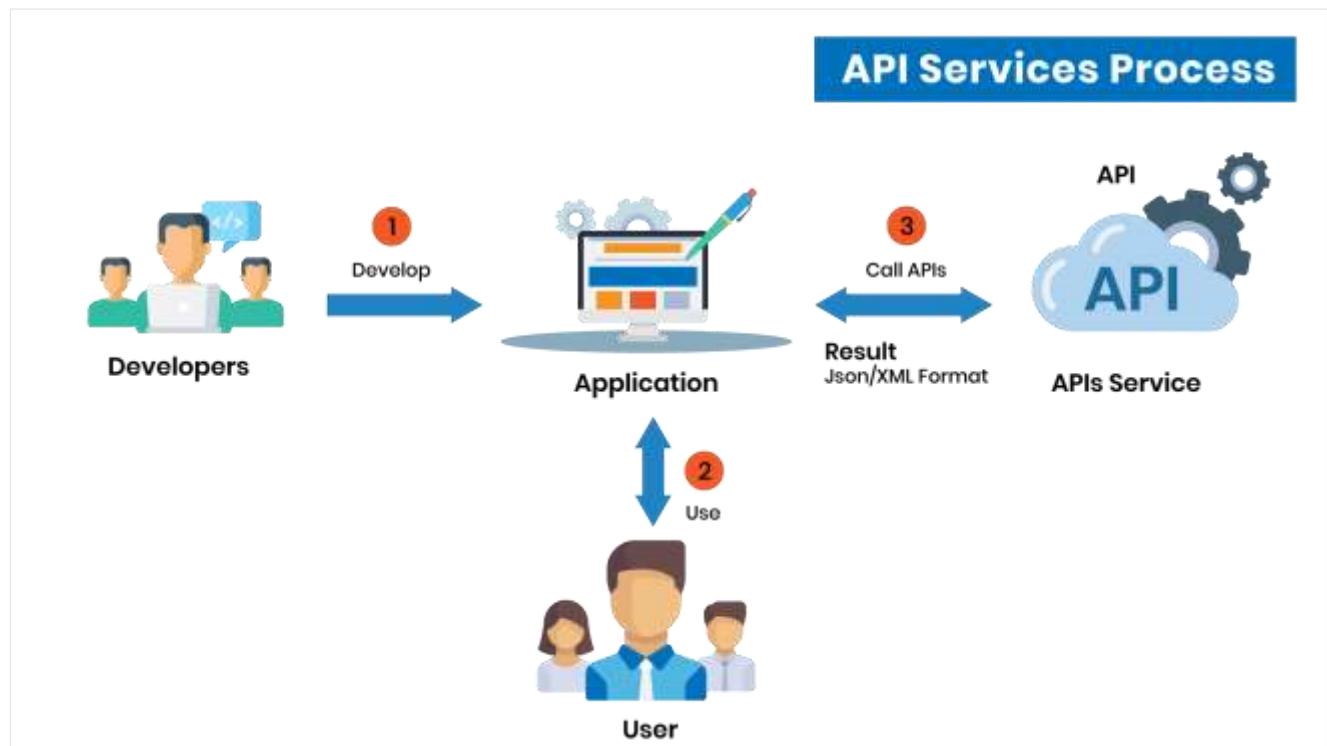 API Services Process
API
</>
1
3
Develop
Call APIs
API
Result
Json/XML Format
Developers
Application
APIs Service
2
Use
User